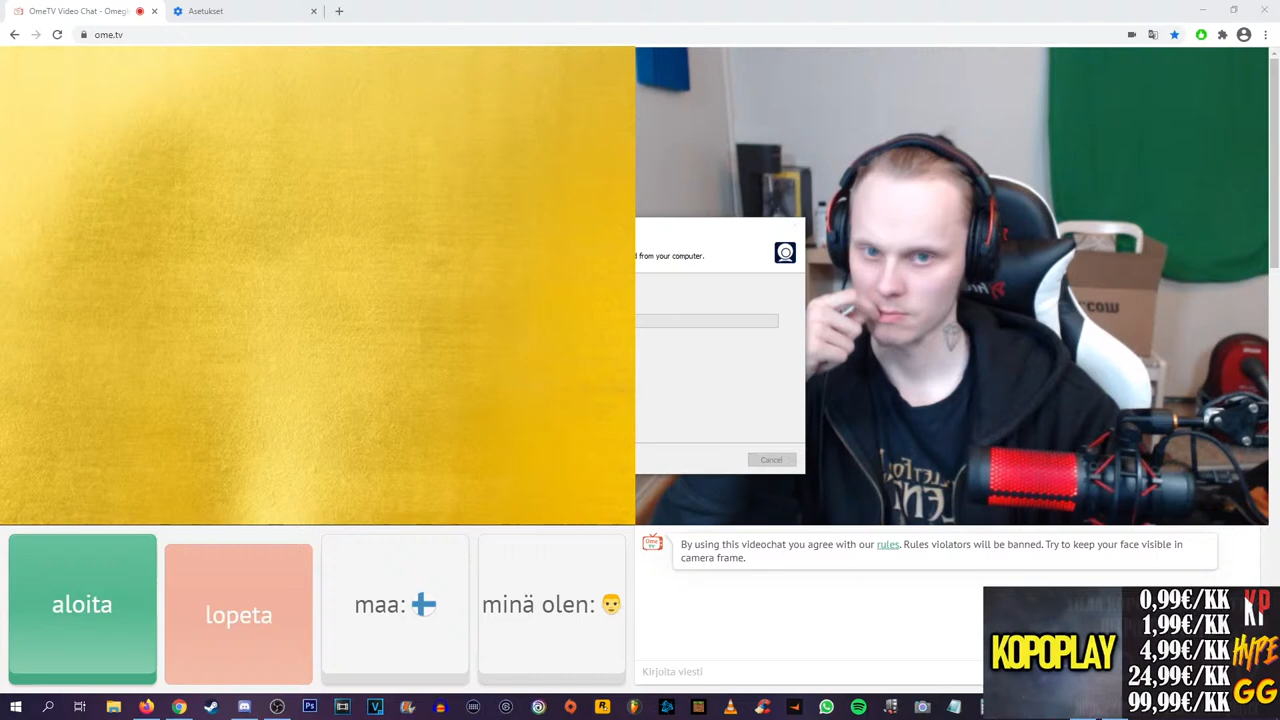 OmeTV Video Chat - Omegl
Asetukset
ome.tv
d from your computer.
Cancel
aloita
lopeta
maa:
minä olen:
Ome TV
By using this videochat you agree with our rules. Rules violators will be banned. Try to keep your face visible in
camera frame.
Kirjoita viesti
KOPOPLAY
0,99€/KK
1,99€/KK
4,99€/KK
24,99€/KK
99,99€/KK
KP
HYPE
GG